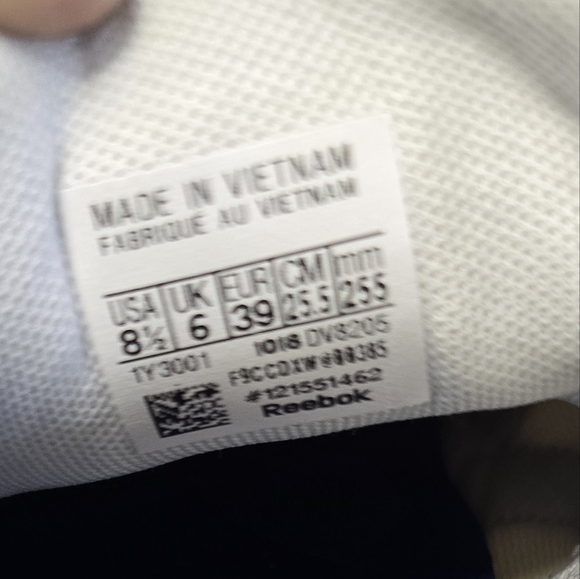 MADE IN VIETNAM
FABRIQUE AU VIETNAM
USA UK EUR CM mm
8½ 6 39 25.5 255
1Y3001 1018 DV8205
#121551462
Reebok